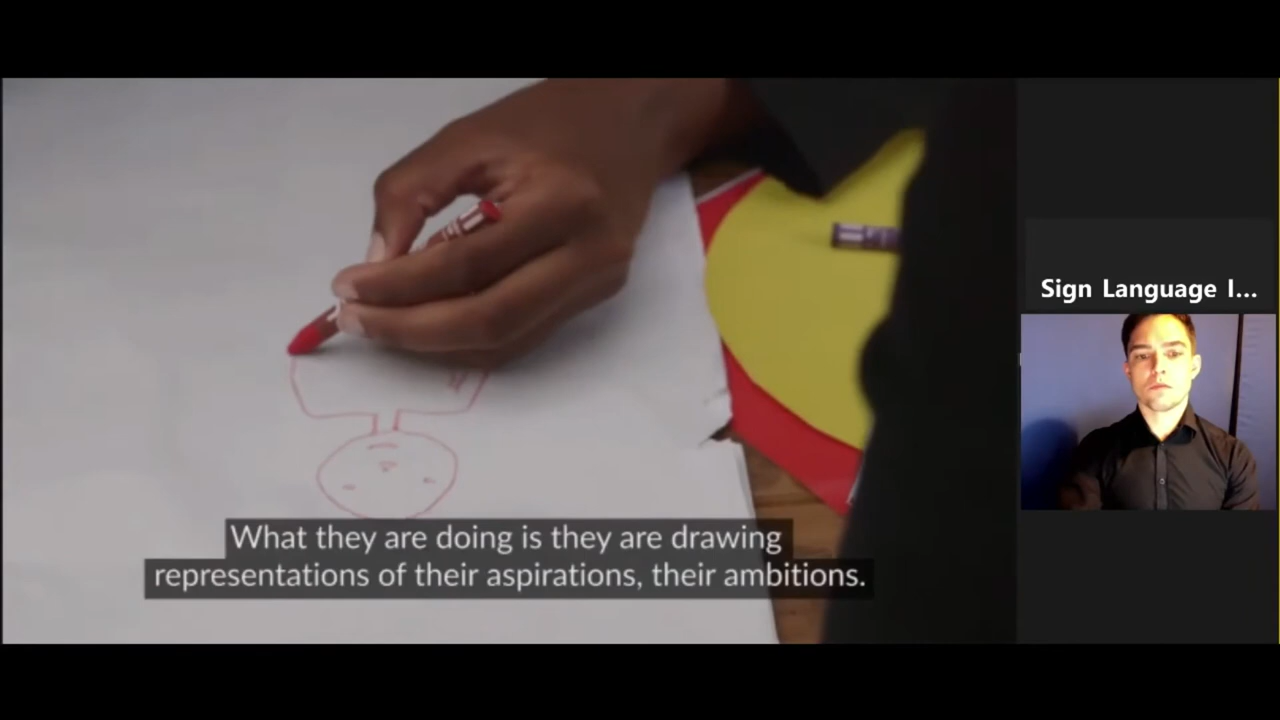 What they are doing is they are drawing
representations of their aspirations, their ambitions.
Sign Language I...